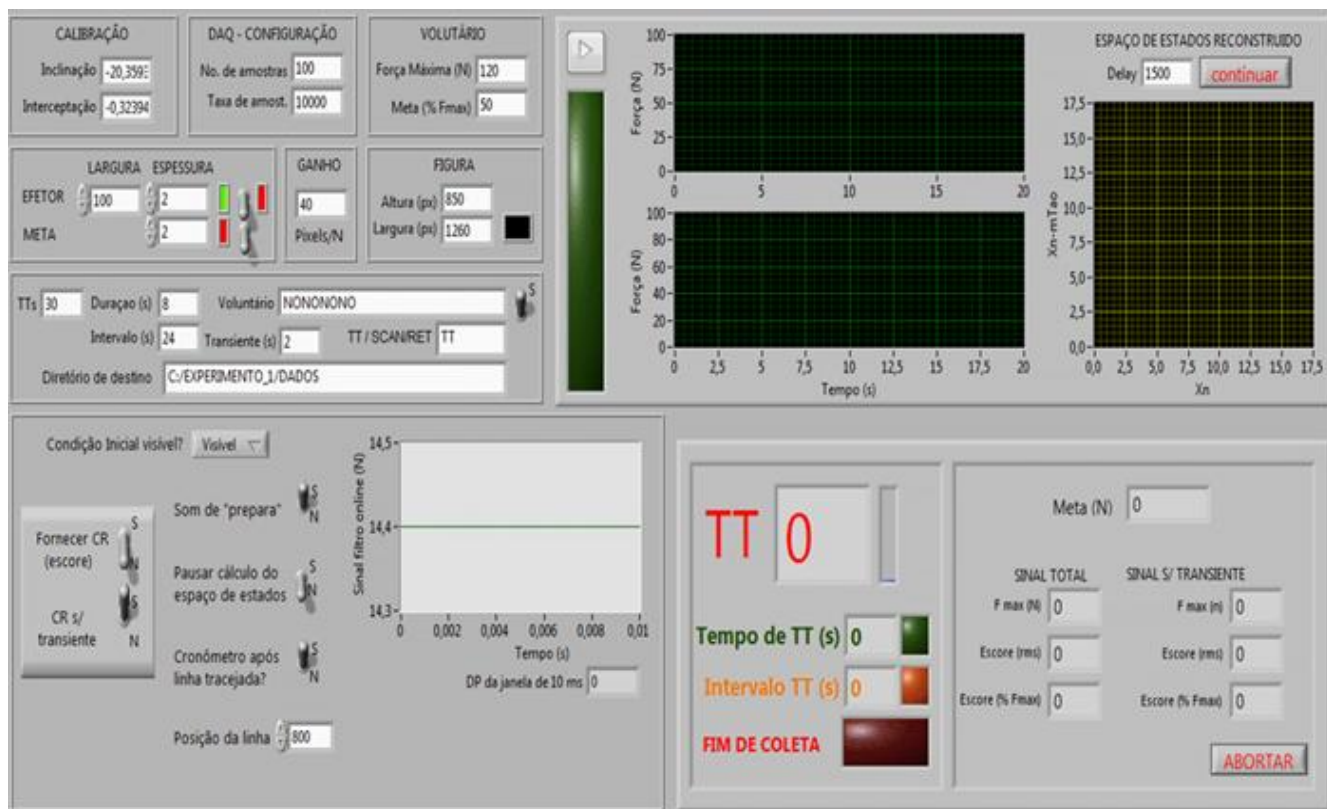 CALIBRAÇÃO
Inclinação -20,359
Interceptação -0,32394
DAQ - CONFIGURAÇÃO
No. de amostras 100
Taxa de amost. 10000
VOLUTÁRIO
Força Máxima (N) 120
Meta (% Fmax) 50
LARGURA ESPESSURA
EFETOR 100 2
META 2
GANHO
40
Pixels/N
FIGURA
Altura (px) 850
Largura (px) 1260
TTs 30 Duraçao (s) 8 Voluntário NONONONO S
Intervalo (s) 24 Transiente (s) 2 TT / SCAN/RET TT
Diretório de destino C:/EXPERIMENTO_1/DADOS
100
75
50
25
0
Força (N)
0 5 10 15 20
100
80
60
40
20
0
Força (N)
0 2,5 5 7,5 10 12,5 15 17,5 20
Tempo (s)
ESPAÇO DE ESTADOS RECONSTRUIDO
Delay 1500 continuar
17,5
15,0
12,5
10,0
7,5
5,0
2,5
0,0
Xn-mTao
0,0 2,5 5,0 7,5 10,0 12,5 15,0 17,5
Xn
Condição Inicial visível? Visível
Fornecer CR
(escore)
S
N
CR s/
transiente
S
N
Som de "prepara" S
N
Pausar cálculo do
espaço de estados
S
N
Cronômetro após
linha tracejada?
S
N
Posição da linha 800
14,5
14,4
14,3
Sinal filtro online (N)
0 0,002 0,004 0,006 0,008 0,01
Tempo (s)
DP da janela de 10 ms 0
TT 0
Tempo de TT (s) 0
Intervalo TT (s) 0
FIM DE COLETA
Meta (N) 0
SINAL TOTAL
F max (N) 0
Escore (rms) 0
Escore (% Fmax) 0
SINAL S/ TRANSIENTE
F max (n) 0
Escore (rms) 0
Escore (% Fmax) 0
ABORTAR